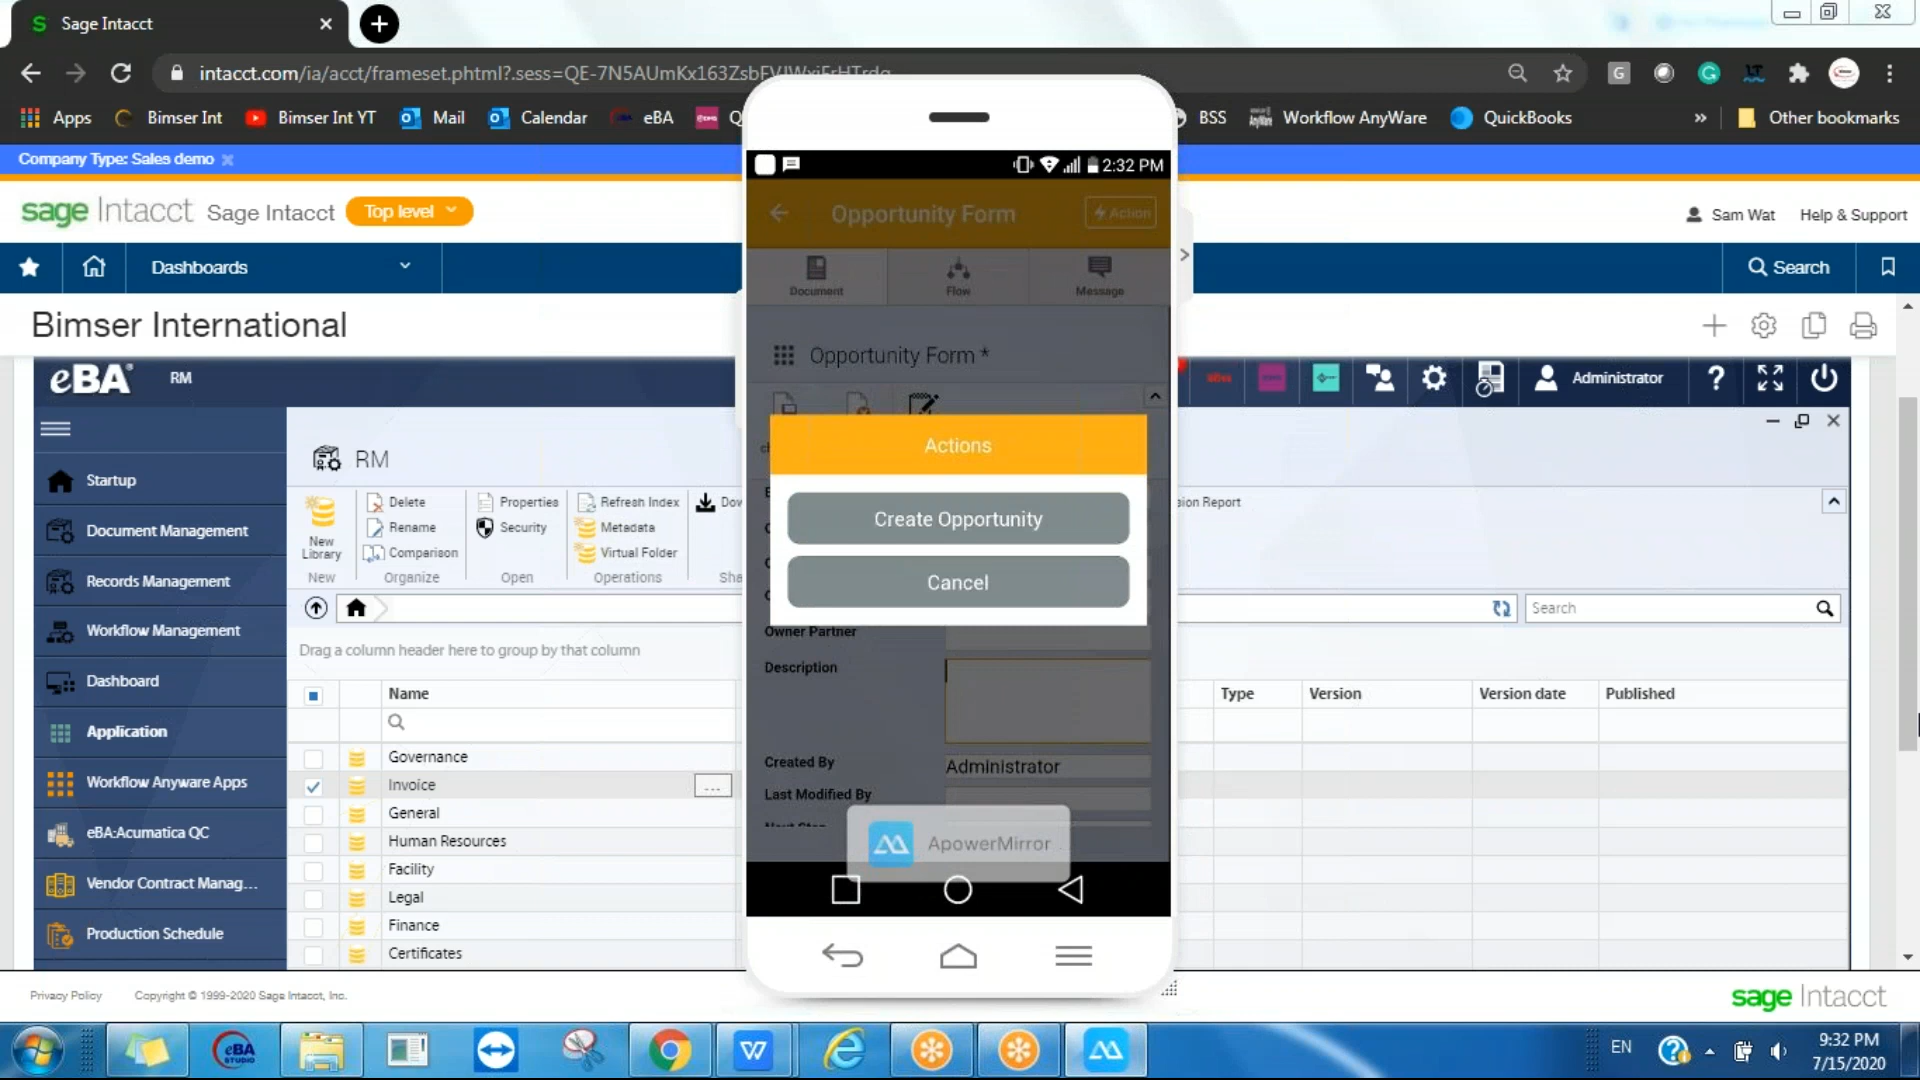 Sage Intacct
intacct.com/ia/acct/frameset.phtml?.sess=QE-7N5AUmKx163ZsbFVJWxiFrHTrdg
Apps
Bimser Int
Bimser Int YT
Mail
Calendar
eBA
BSS
Workflow AnyWare
QuickBooks
»
Other bookmarks
Company Type: Sales demo
sage Intacct
Sage Intacct
Top level
Sam Wat
Help & Support
Dashboards
Search
Bimser International
eBA
RM
Administrator
?
Startup
Document Management
Records Management
Workflow Management
Dashboard
Application
Workflow Anyware Apps
eBA:Acumatica QC
Vendor Contract Manag...
Production Schedule
RM
New Library
New
Delete
Rename
Comparison
Organize
Properties
Security
Open
Refresh Index
Metadata
Virtual Folder
Operations
Search
Drag a column header here to group by that column
Name
Type
Version
Version date
Published
Governance
Invoice
...
General
Human Resources
Facility
Legal
Finance
Certificates
2:32 PM
Opportunity Form
Action
Document
Flow
Message
Opportunity Form *
Actions
Create Opportunity
Cancel
Owner Partner
Description
Created By
Administrator
Last Modified By
ApowerMirror
Privacy Policy
Copyright © 1999-2020 Sage Intacct, Inc.
sage Intacct
eBA
STUDIO
W
EN
9:32 PM
7/15/2020